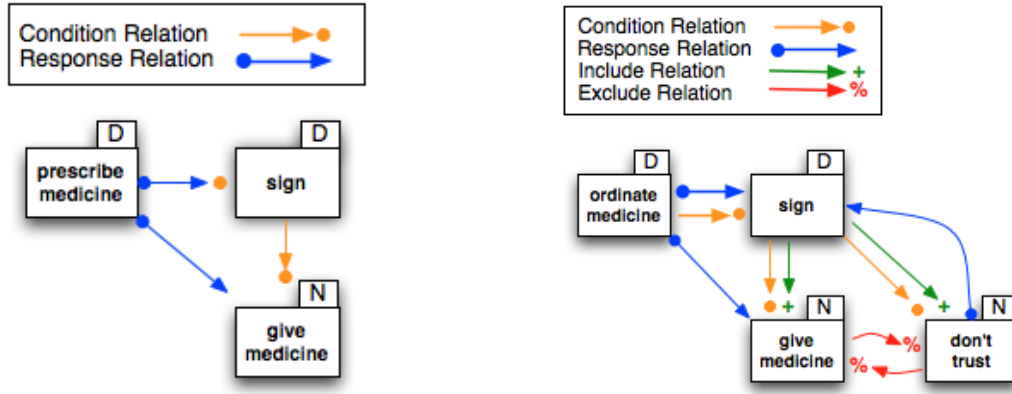 Condition Relation
Response Relation
D
D
prescribe
medicine
sign
N
give
medicine
Condition Relation
Response Relation
Include Relation
+
Exclude Relation
%
D
D
ordinate
medicine
sign
+
+
N
N
give
medicine
%
%
don't
trust